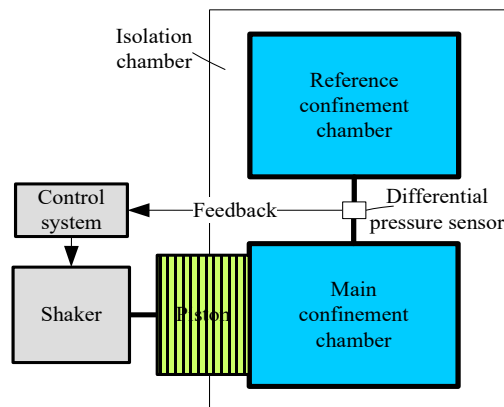 Isolation
chamber
Reference
confinement
chamber
Control
system
Feedback
Differential
pressure sensor
Shaker
Piston
Main
confinement
chamber